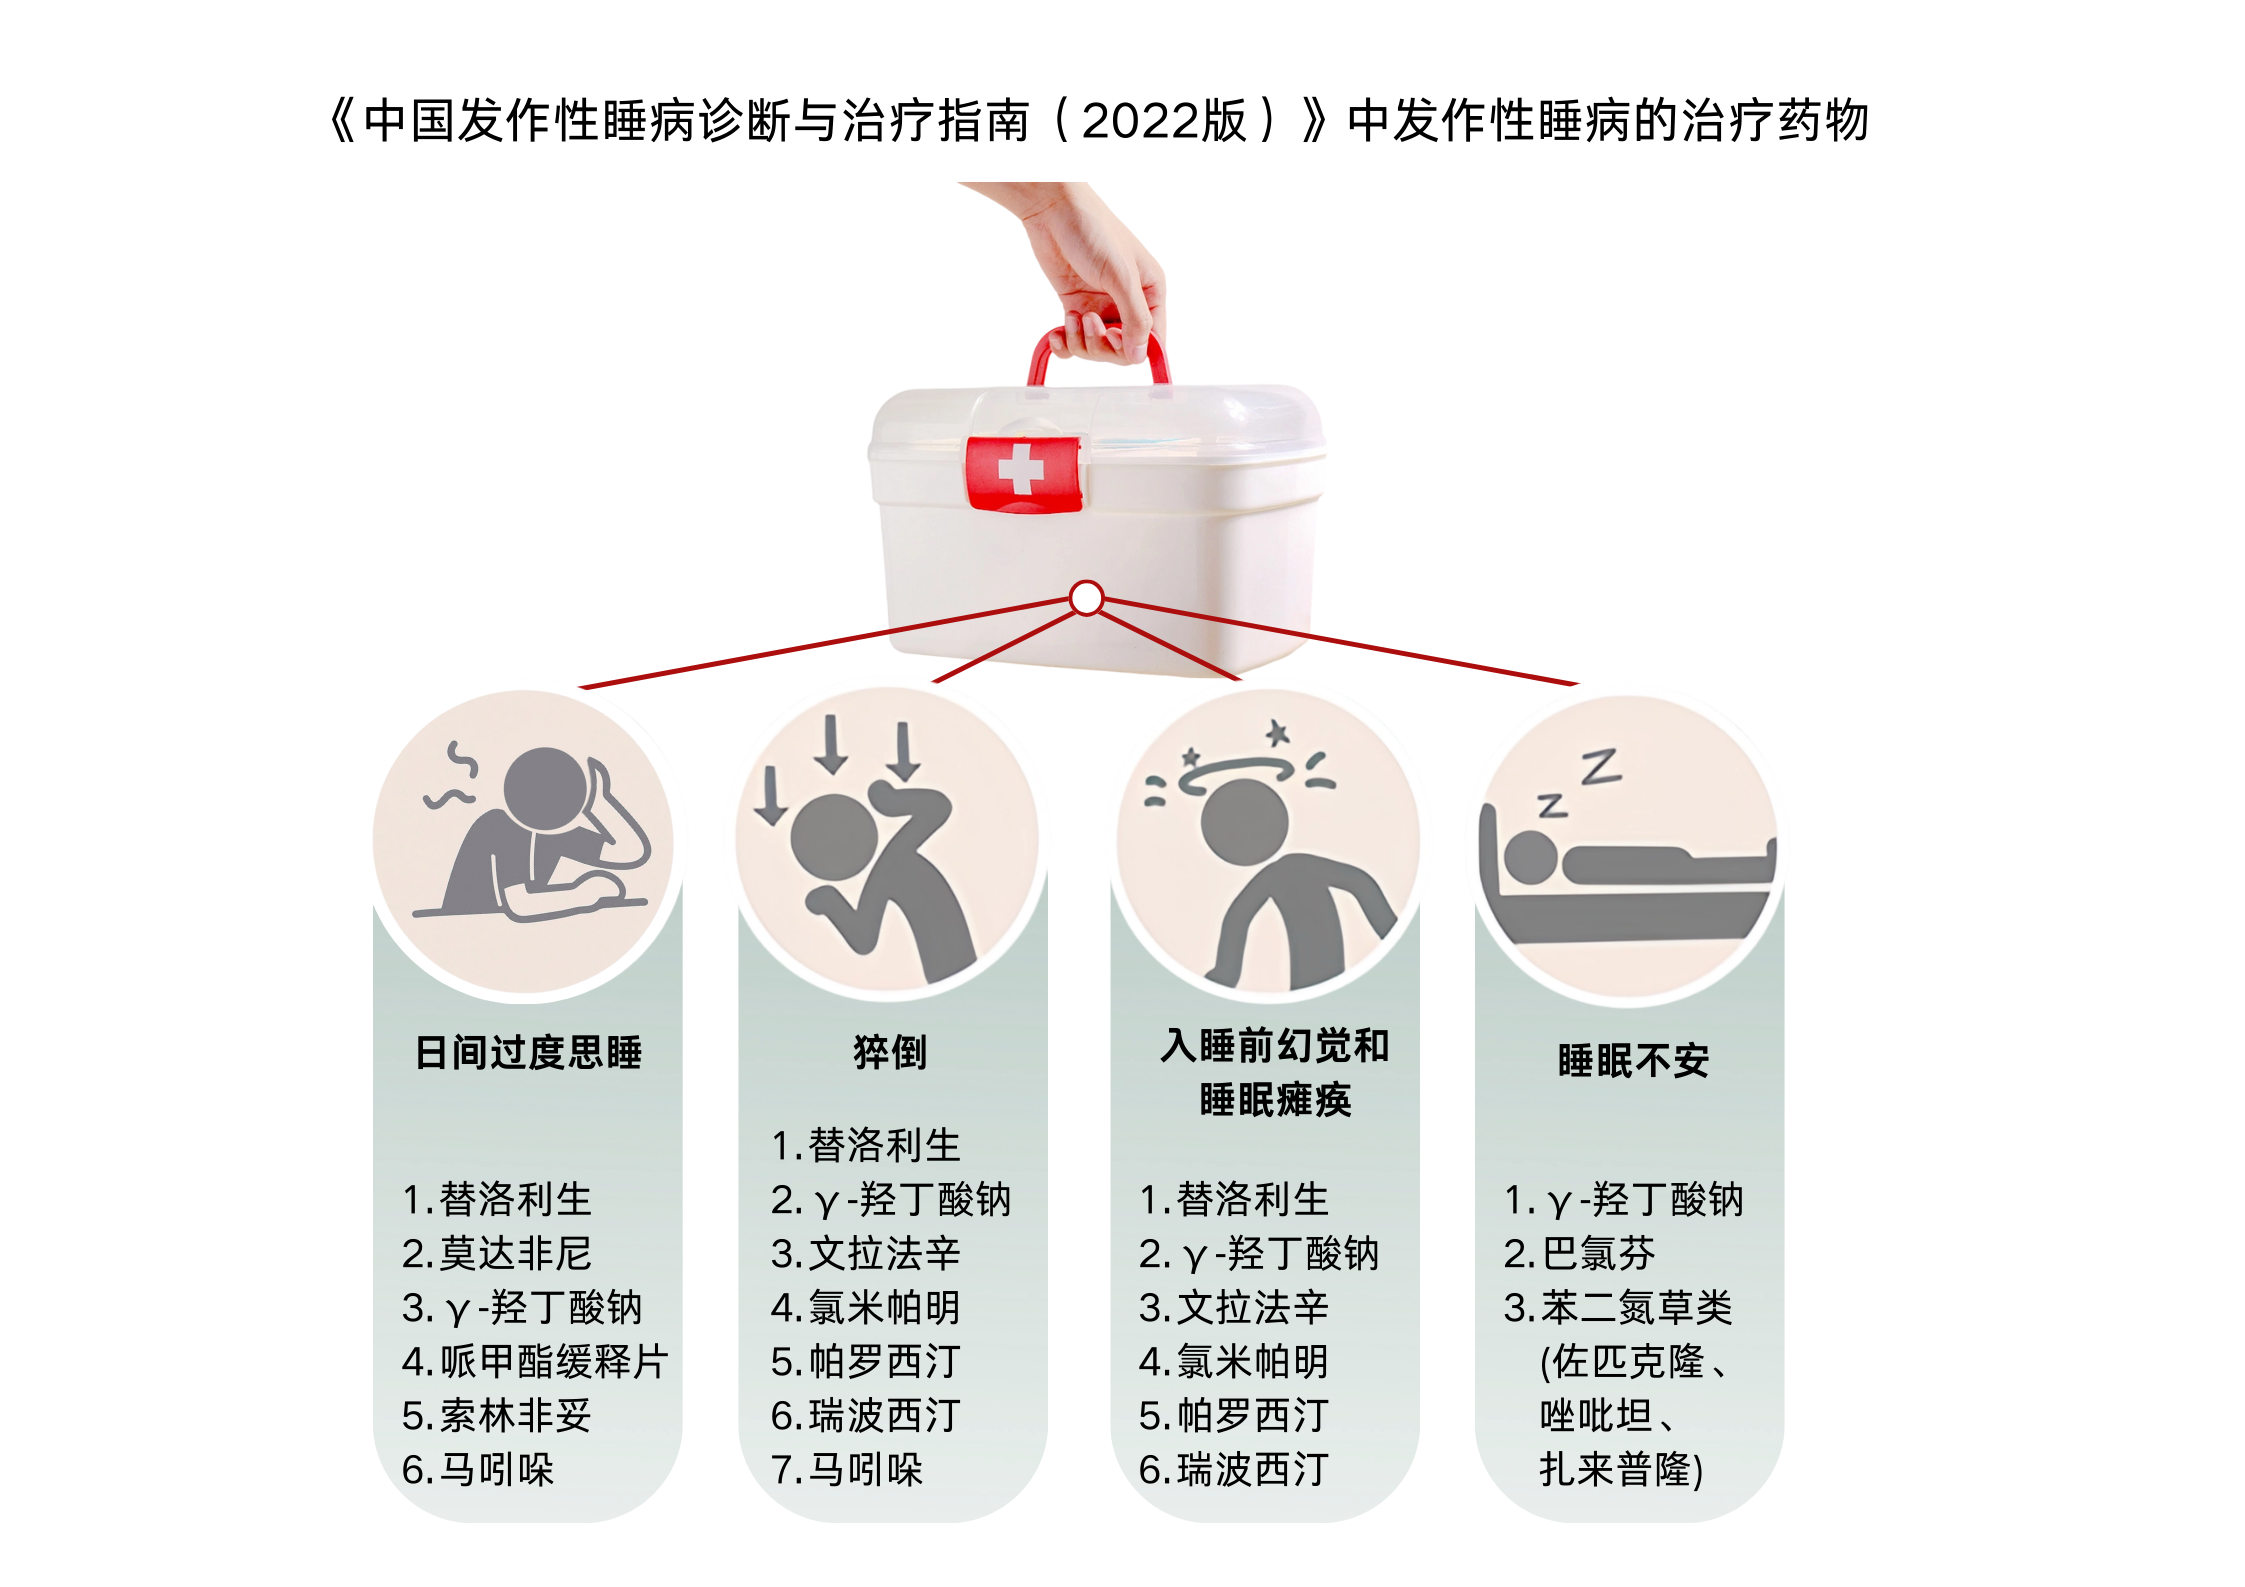 《中国发作性睡病诊断与治疗指南（2022版）》中发作性睡病的治疗药物
日间过度思睡
1.替洛利生
2.莫达非尼
3.γ-羟丁酸钠
4.哌甲酯缓释片
5.索林非妥
6.马吲哚
猝倒
1.替洛利生
2.γ-羟丁酸钠
3.文拉法辛
4.氯米帕明
5.帕罗西汀
6.瑞波西汀
7.马吲哚
入睡前幻觉和
睡眠瘫痪
1.替洛利生
2.γ-羟丁酸钠
3.文拉法辛
4.氯米帕明
5.帕罗西汀
6.瑞波西汀
z
z
睡眠不安
1.γ-羟丁酸钠
2.巴氯芬
3.苯二氮草类
(佐匹克隆、
唑吡坦、
扎来普隆)